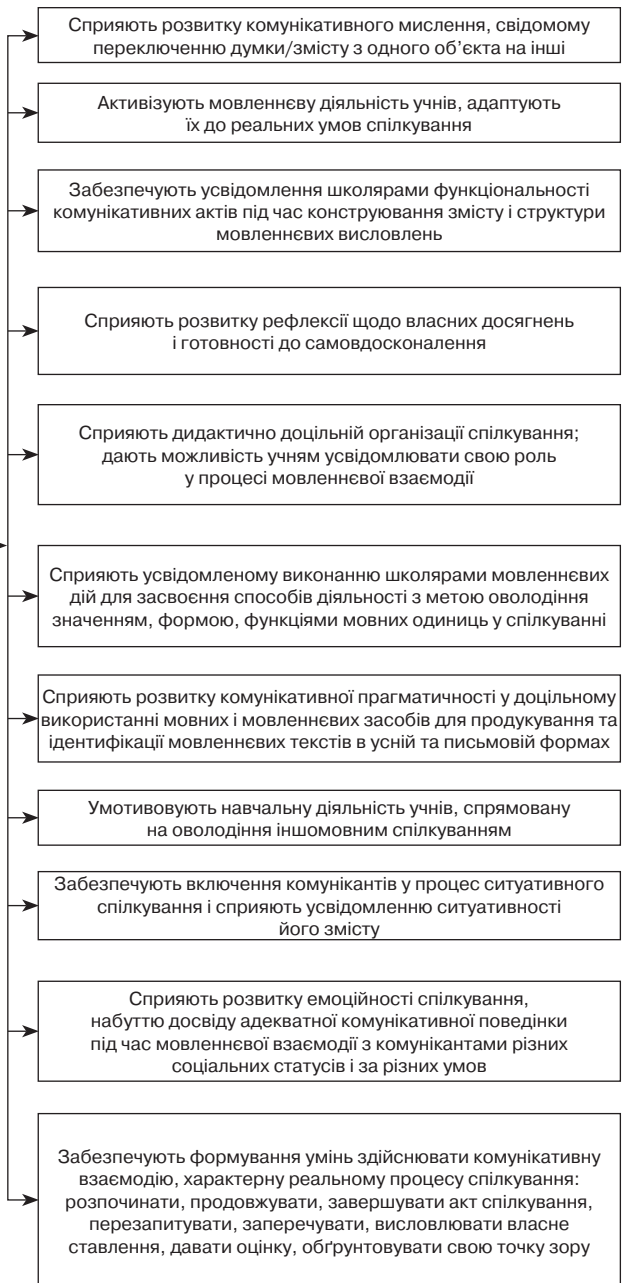 Сприяють розвитку комунікативного мислення, свідомому
переключенню думки/змісту з одного об’єкта на інші
Активізують мовленнєву діяльність учнів, адаптують
їх до реальних умов спілкування
Забезпечують усвідомлення школярами функціональності
комунікативних актів під час конструювання змісту і структури
мовленнєвих висловлень
Сприяють розвитку рефлексії щодо власних досягнень
і готовності до самовдосконалення
Сприяють дидактично доцільній організації спілкування;
дають можливість учням усвідомлювати свою роль
у процесі мовленнєвої взаємодії
Сприяють усвідомленому виконанню школярами мовленнєвих
дій для засвоєння способів діяльності з метою оволодіння
значенням, формою, функціями мовних одиниць у спілкуванні
Сприяють розвитку комунікативної прагматичності у доцільному
використанні мовних і мовленнєвих засобів для продукування та
ідентифікації мовленнєвих текстів в усній та письмовій формах
Умотивовують навчальну діяльність учнів, спрямовану
на оволодіння іншомовним спілкуванням
Забезпечують включення комунікантів у процес ситуативного
спілкування і сприяють усвідомленню ситуативності
його змісту
Сприяють розвитку емоційності спілкування,
набуттю досвіду адекватної комунікативної поведінки
під час мовленнєвої взаємодії з комунікантами різних
соціальних статусів і за різних умов
Забезпечують формування умінь здійснювати комунікативну
взаємодію, характерну реальному процесу спілкування:
розпочинати, продовжувати, завершувати акт спілкування,
перезапитувати, заперечувати, висловлювати власне
ставлення, давати оцінку, обґрунтовувати свою точку зору